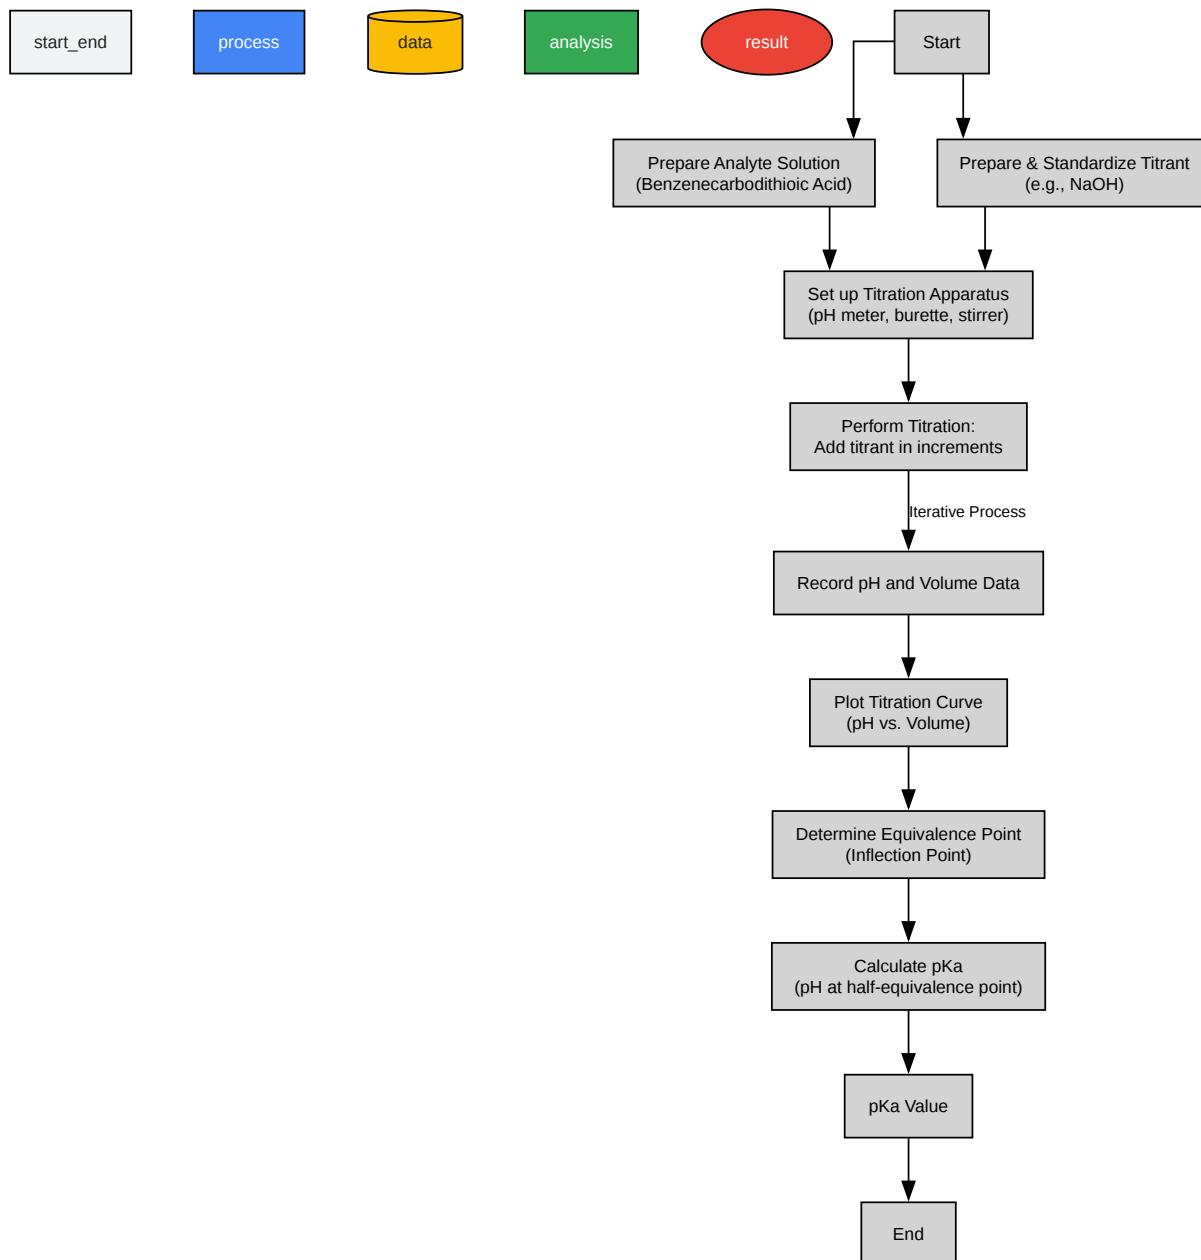 start_end
process
data
analysis
result
Start
Prepare Analyte Solution
(Benzenecarbodithioic Acid)
Prepare & Standardize Titrant
(e.g., NaOH)
Set up Titration Apparatus
(pH meter, burette, stirrer)
Perform Titration:
Add titrant in increments
Iterative Process
Record pH and Volume Data
Plot Titration Curve
(pH vs. Volume)
Determine Equivalence Point
(Inflection Point)
Calculate pKa
(pH at half-equivalence point)
pKa Value
End